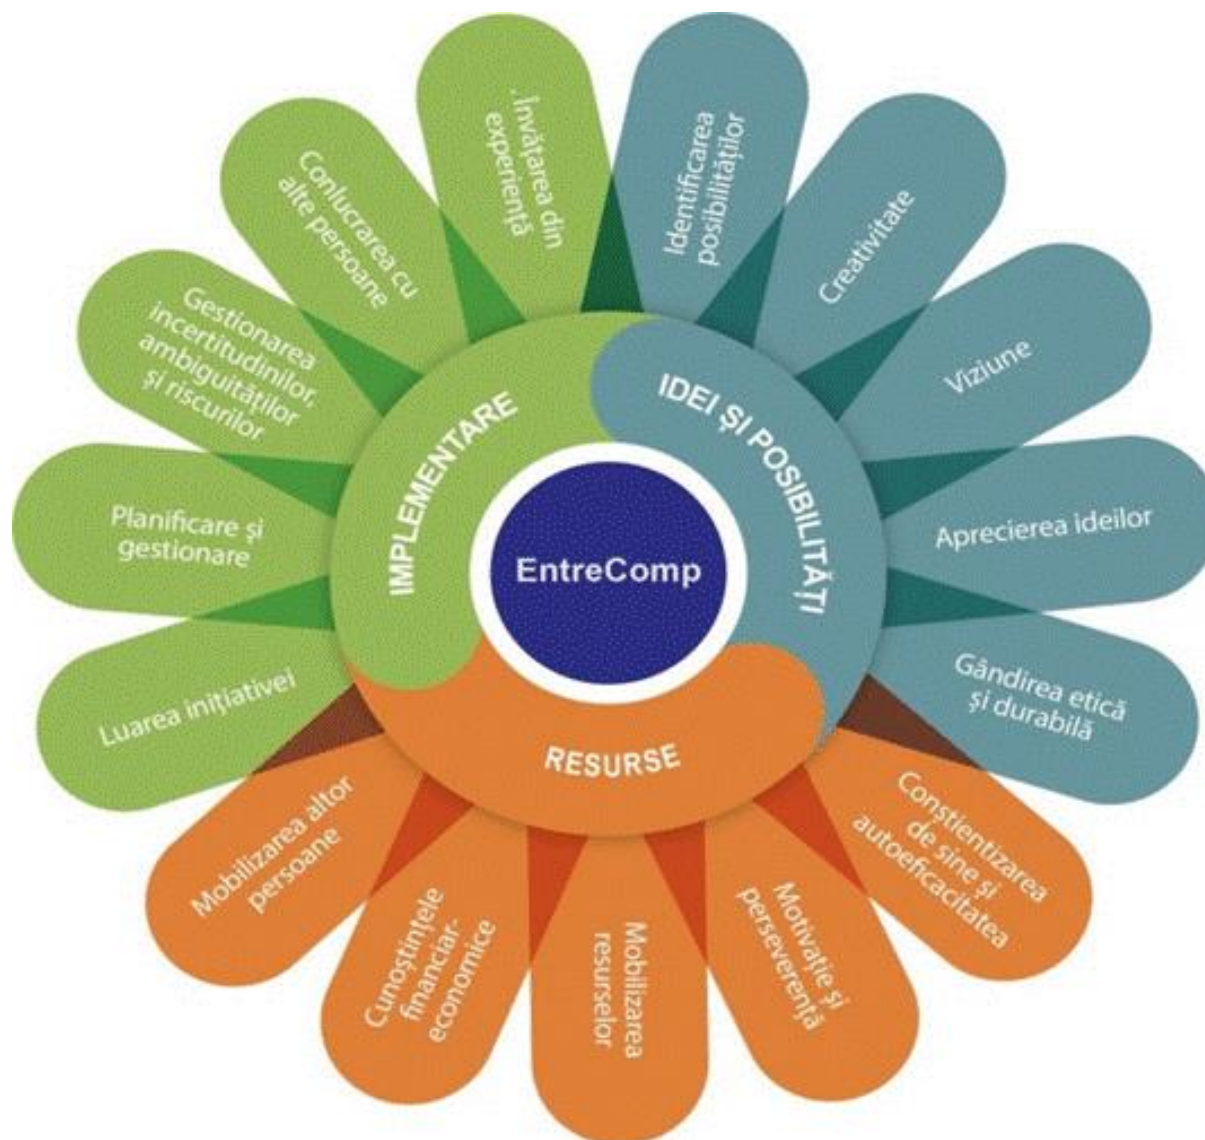 EntreComp
IDEI ȘI POSIBILITĂȚI
Identificarea
posibilităților
Creativitate
Viziune
Aprecierea ideilor
Gândirea etică
și durabilă
RESURSE
Conștientizarea
de sine și
autoeficacitatea
Motivație și
perseverență
Mobilizarea
resurselor
Cunoștințele
financiar-
economice
Mobilizarea altor
persoane
IMPLEMENTARE
Luarea inițiativei
Planificare și
gestionare
Gestionarea
incertitudinilor,
ambiguităților
și riscurilor
Conlucrarea cu
alte persoane
. Învățarea din
experiență